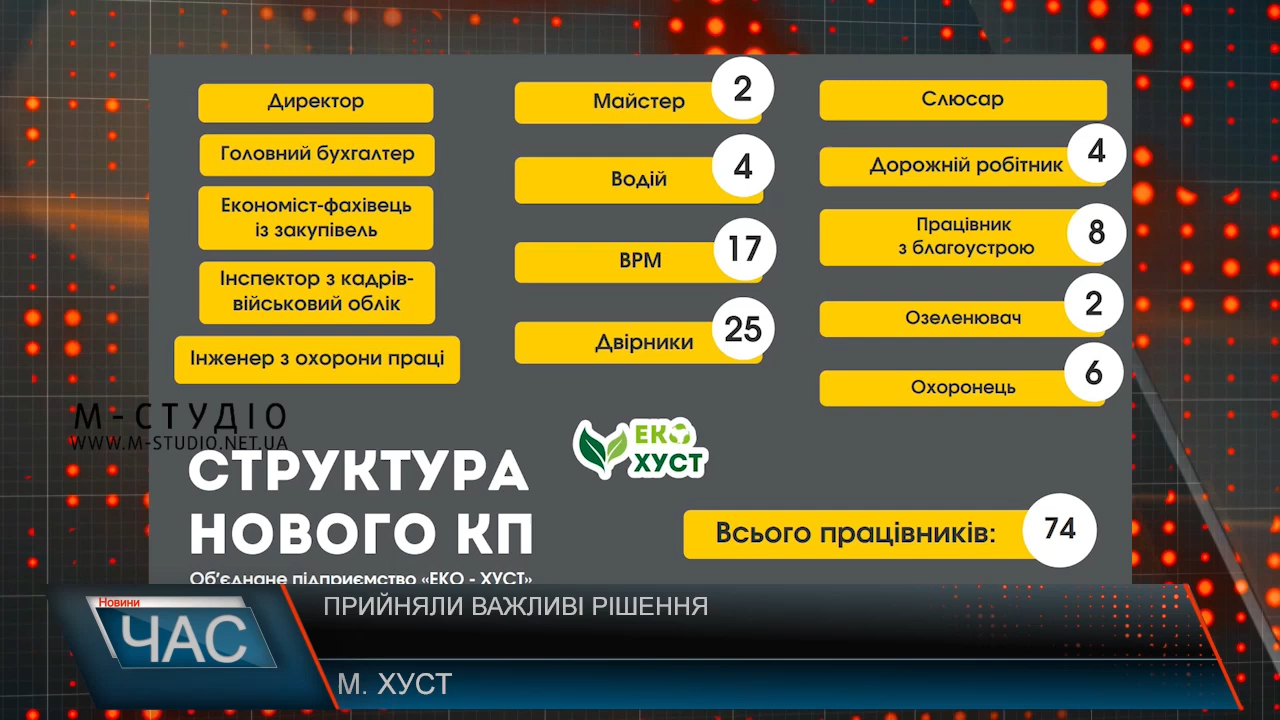 Директор
Головний бухгалтер
Економіст-фахівець
із закупівель
Інспектор з кадрів-
військовий облік
Інженер з охорони праці
Майстер 2
Водій 4
ВРМ 17
Двірники 25
Слюсар
Дорожній робітник 4
Працівник
з благоустрою 8
Озеленювач 2
Охоронець 6
М-СТУДІО
WWW.M-STUDIO.NET.UA
СТРУКТУРА
НОВОГО КП
Об'єднане підприємство «ЕКО - ХУСТ»
ЕКО
ХУСТ
Всього працівників: 74
Новини
ЧАС
ПРИЙНЯЛИ ВАЖЛИВІ РІШЕННЯ
М. ХУСТ